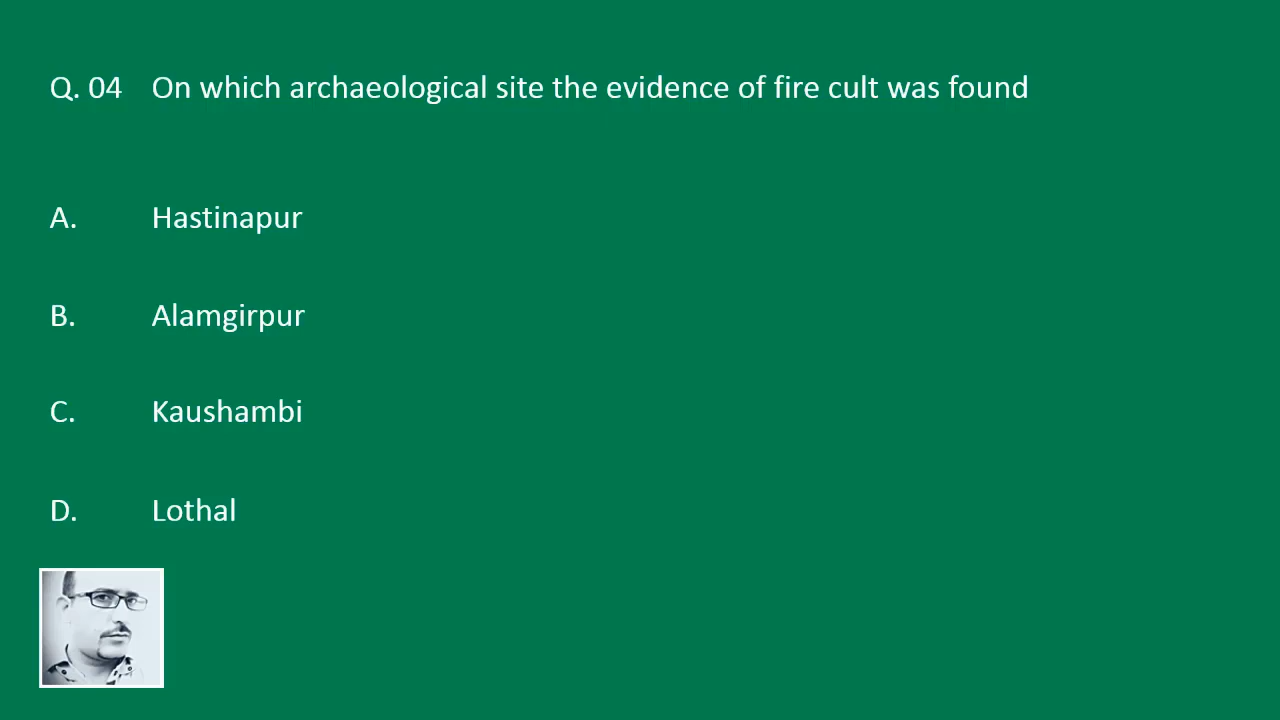 Q. 04 On which archaeological site the evidence of fire cult was found
A. Hastinapur
B. Alamgirpur
C. Kaushambi
D. Lothal